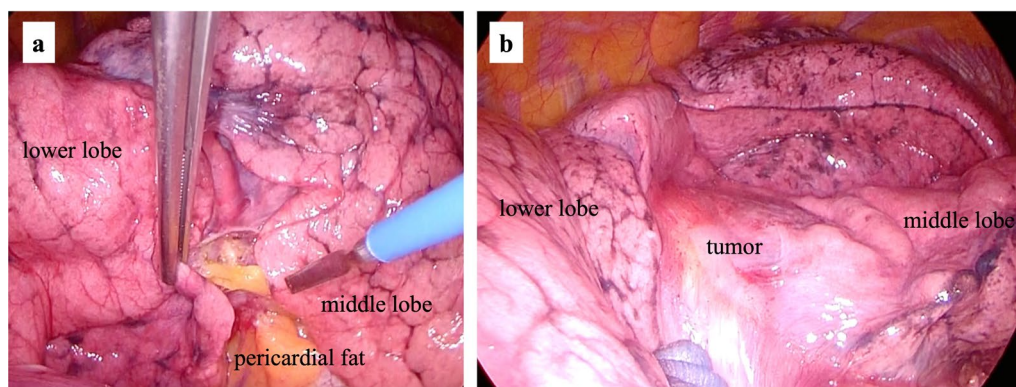 a
lower lobe
middle lobe
pericardial fat
b
lower lobe
tumor
middle lobe